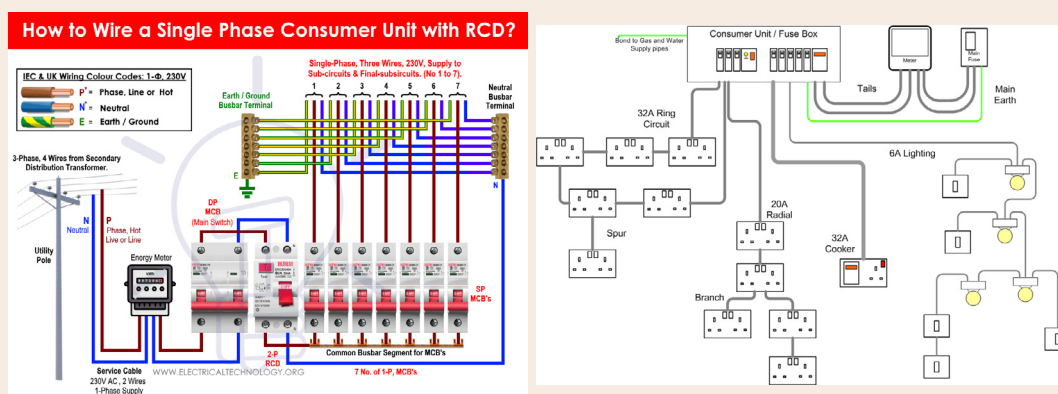 How to Wire a Single Phase Consumer Unit with RCD?
IEC & UK Wiring Colour Codes: 1-Φ, 230V
P = Phase, Line or Hot
N = Neutral
E = Earth / Ground
Single-Phase, Three Wires, 230V, Supply to
Sub-circuits & Final-subsircuits. (No 1 to 7).
1 2 3 4 5 6 7
Earth / Ground
Busbar Terminal
Neutral
Busbar
Terminal
E
N
3-Phase, 4 Wires from Secondary
Distribution Transformer.
N
Neutral
P
Phase, Hot
Live or Line
Utility
Pole
Energy Meter
kWh
DP
MCB
(Main Switch)
SP
MCB's
2-P
RCD
Common Busbar Segment for MCB's
7 No. of 1-P, MCB's
Service Cable
230V AC , 2 Wires
1-Phase Supply
WWW.ELECTRICALTECHNOLOGY.ORG
Consumer Unit / Fuse Box
Bond to Gas and Water
Supply pipes
Meter
Main
Fuse
Tails
Main
Earth
32A Ring
Circuit
6A Lighting
Spur
20A
Radial
32A
Cooker
Branch